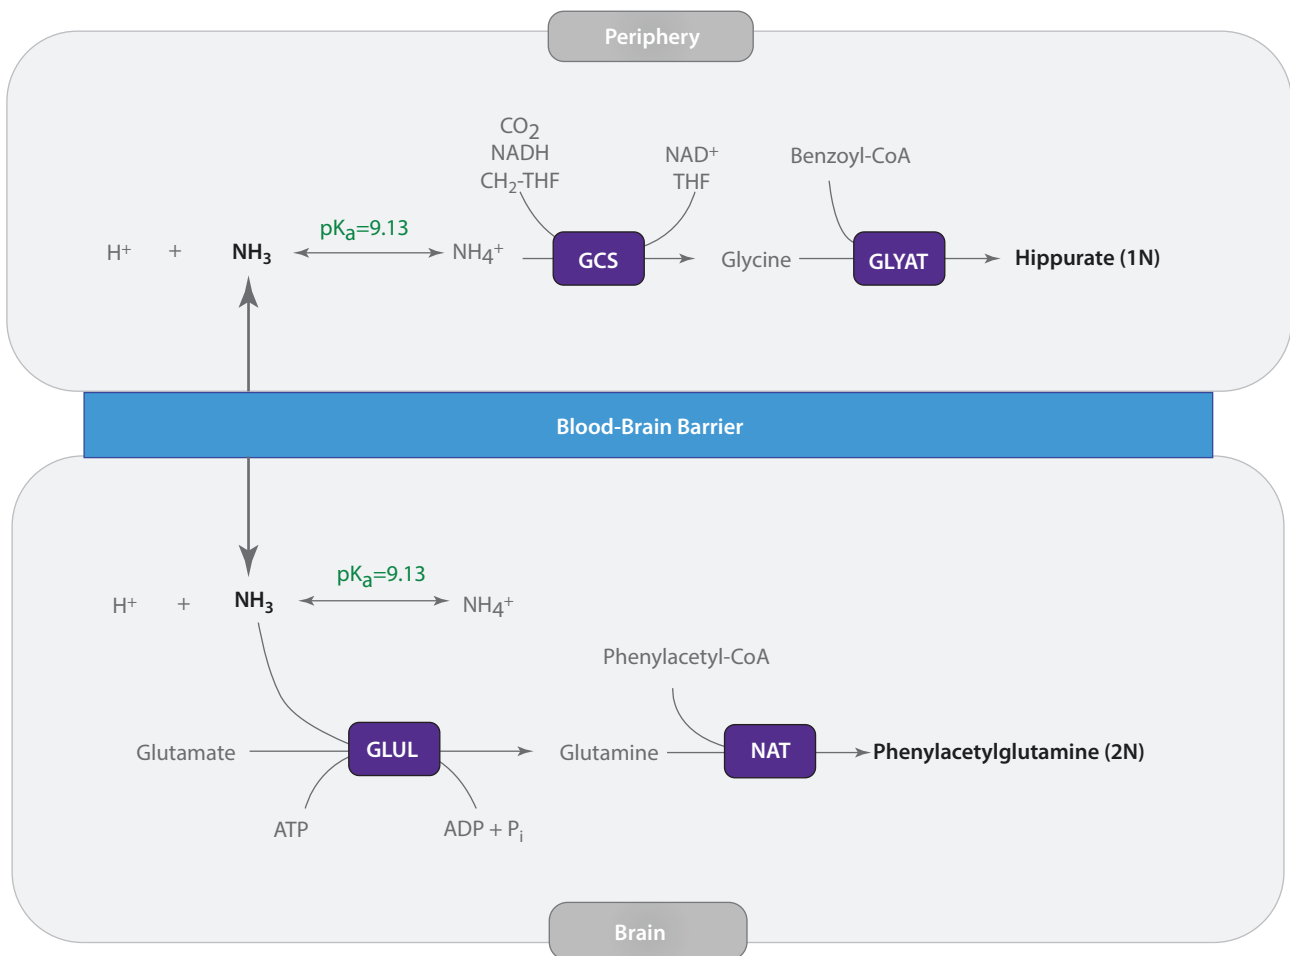 Periphery
CO₂
NADH
CH₂-THF
NAD⁺
THF
Benzoyl-CoA
H⁺ + NH₃ pKₐ=9.13 NH₄⁺ GCS Glycine GLYAT Hippurate (1N)
Blood-Brain Barrier
H⁺ + NH₃ pKₐ=9.13 NH₄⁺
Phenylacetyl-CoA
Glutamate GLUL Glutamine NAT Phenylacetylglutamine (2N)
ATP ADP + Pᵢ
Brain